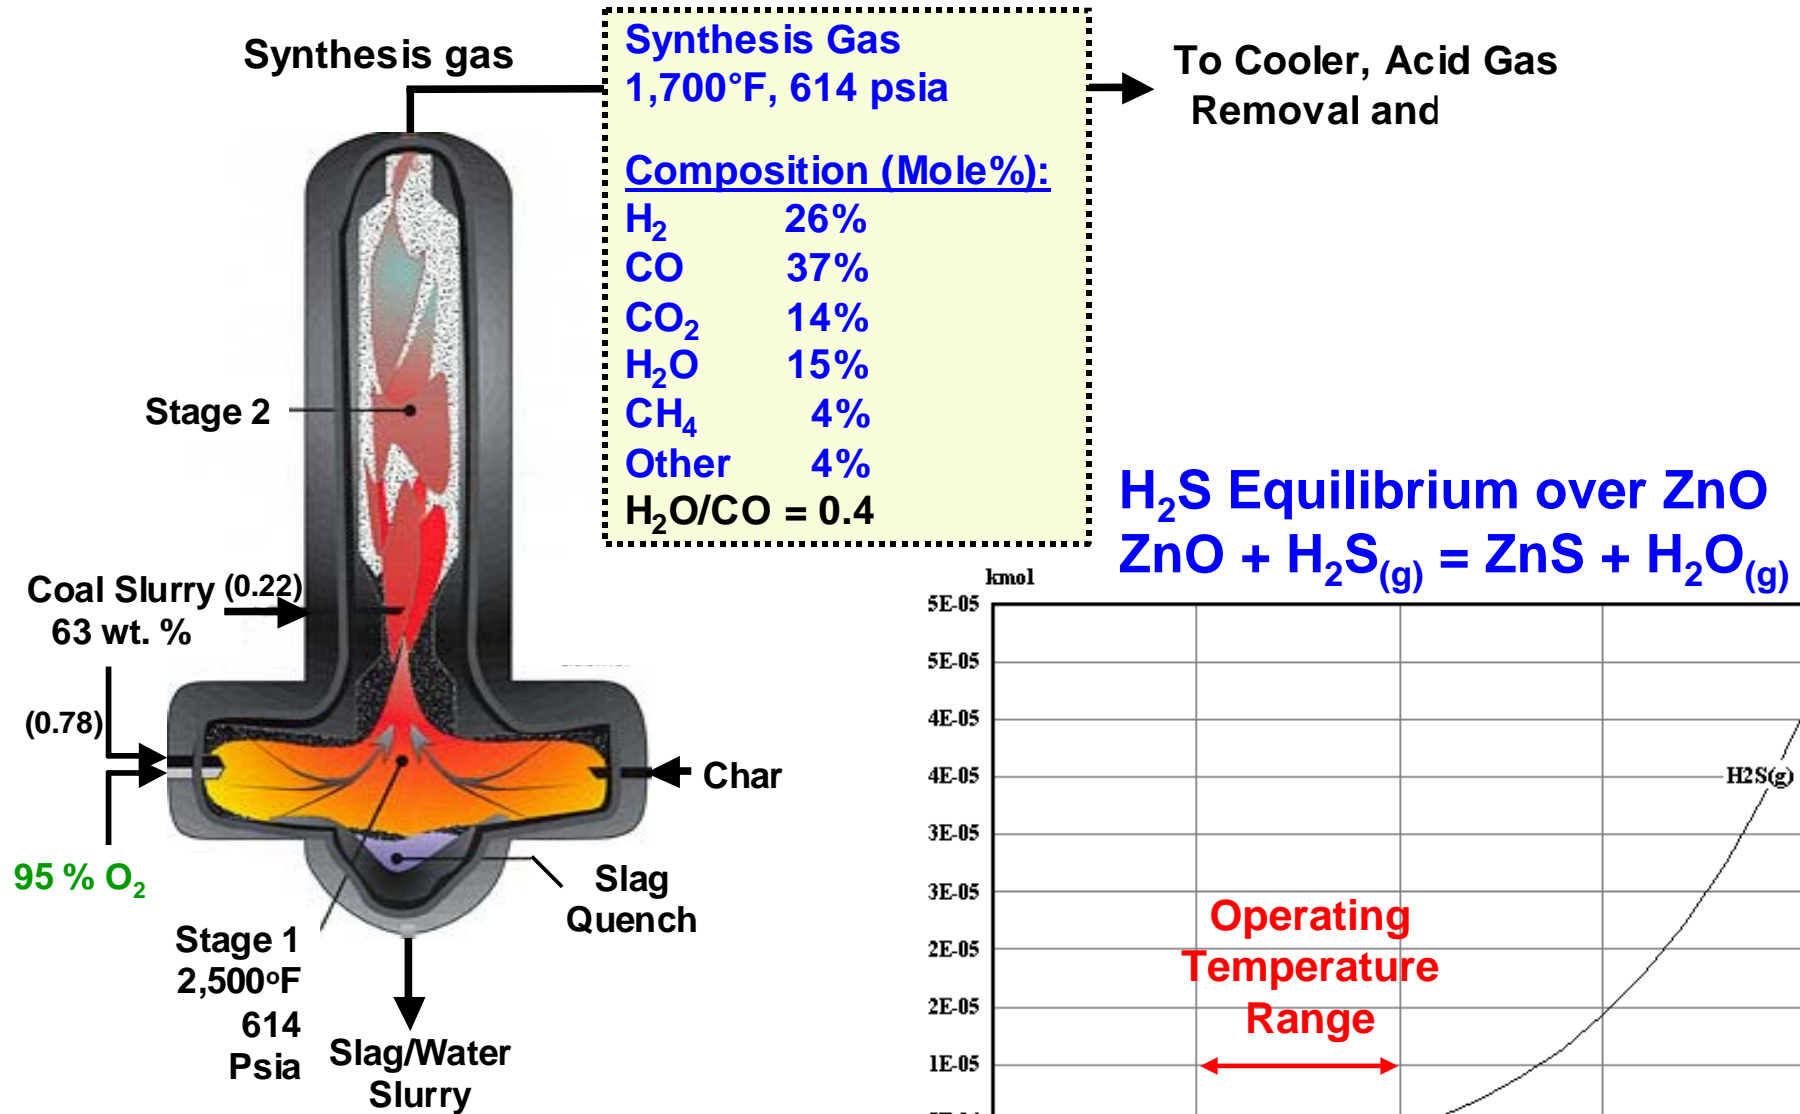 Synthesis gas
Synthesis Gas
1,700°F, 614 psia
Composition (Mole%):
H₂ 26%
CO 37%
CO₂ 14%
H₂O 15%
CH₄ 4%
Other 4%
H₂O/CO = 0.4
To Cooler, Acid Gas
Removal and
Stage 2
Coal Slurry (0.22)
63 wt. %
(0.78)
95 % O₂
Char
Slag
Quench
Stage 1
2,500°F
614
Psia
Slag/Water
Slurry
H₂S Equilibrium over ZnO
ZnO + H₂S(g) = ZnS + H₂O(g)
kmol
5E-05
5E-05
4E-05
4E-05
3E-05
3E-05
2E-05
2E-05
1E-05
H2S(g)
Operating
Temperature
Range